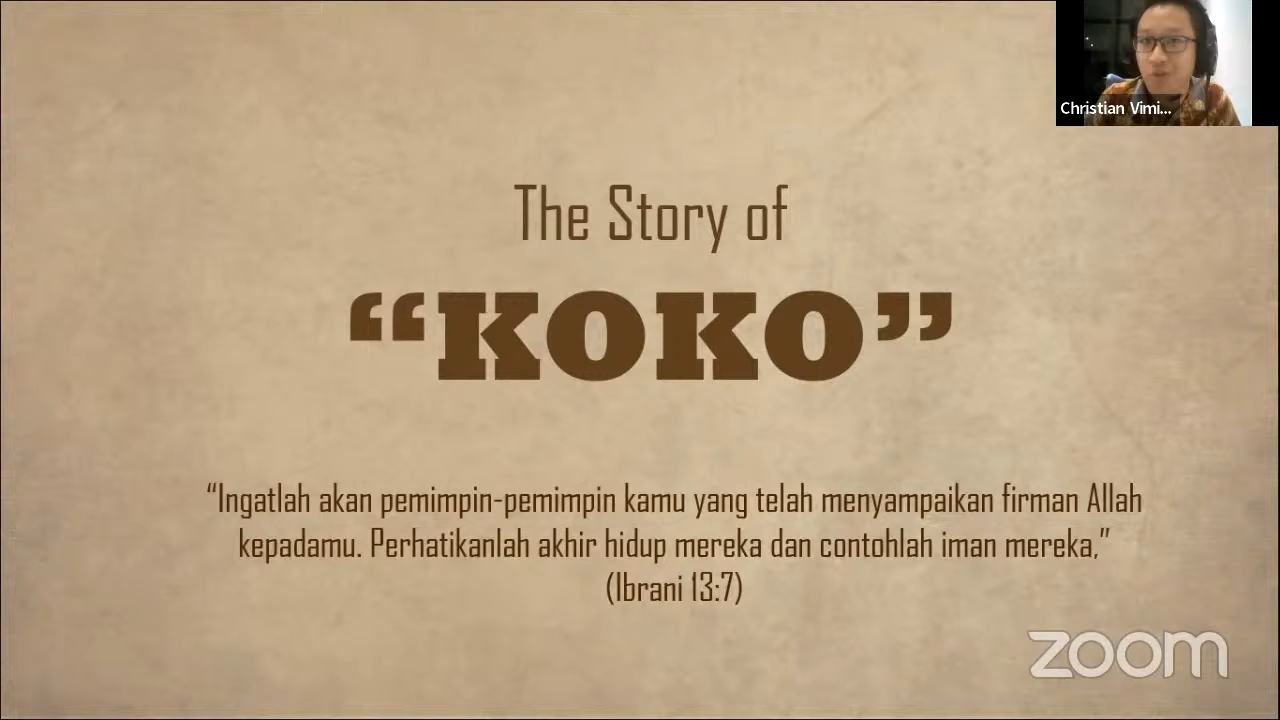 Christian Vimi...
The Story of
“KOKO”
“Ingatlah akan pemimpin-pemimpin kamu yang telah menyampaikan firman Allah
kepadamu. Perhatikanlah akhir hidup mereka dan contohlah iman mereka,”
(Ibrani 13:7)
zoom